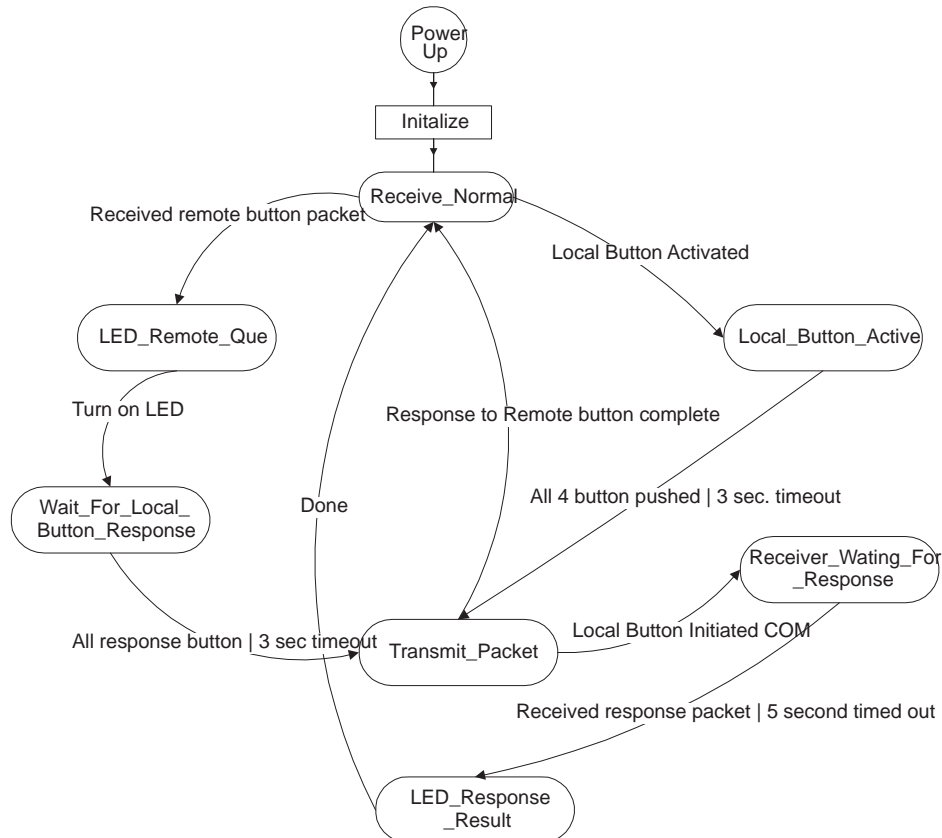 Power
Up
Initalize
Receive_Normal
Received remote button packet
Local Button Activated
LED_Remote_Que
Local_Button_Active
Turn on LED
Response to Remote button complete
Wait_For_Local_
Button_Response
Done
All 4 button pushed | 3 sec. timeout
Receiver_Wating_For
_Response
All response button | 3 sec timeout
Transmit_Packet
Local Button Initiated COM
Received response packet | 5 second timed out
LED_Response
_Result